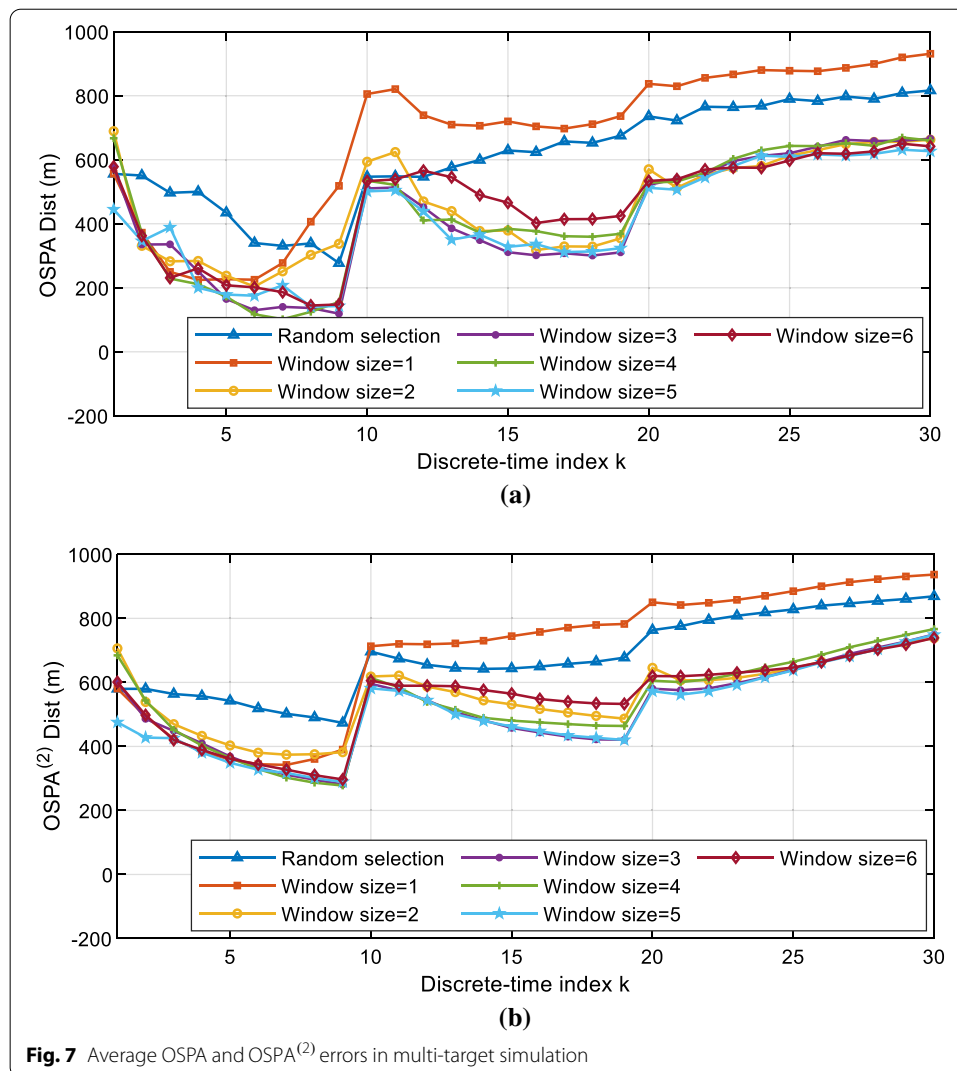 1000
800
600
400
200
0
-200
OSPA Dist (m)
Random selection
Window size=1
Window size=2
Window size=3
Window size=4
Window size=5
Window size=6
5 10 15 20 25 30
Discrete-time index k
(a)
1000
800
600
400
200
0
-200
OSPA(2) Dist (m)
Random selection
Window size=1
Window size=2
Window size=3
Window size=4
Window size=5
Window size=6
5 10 15 20 25 30
Discrete-time index k
(b)
Fig. 7 Average OSPA and OSPA(2) errors in multi-target simulation